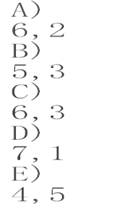 A)
6, 2
B)
5, 3
C)
6, 3
D)
7, 1
E)
4, 5